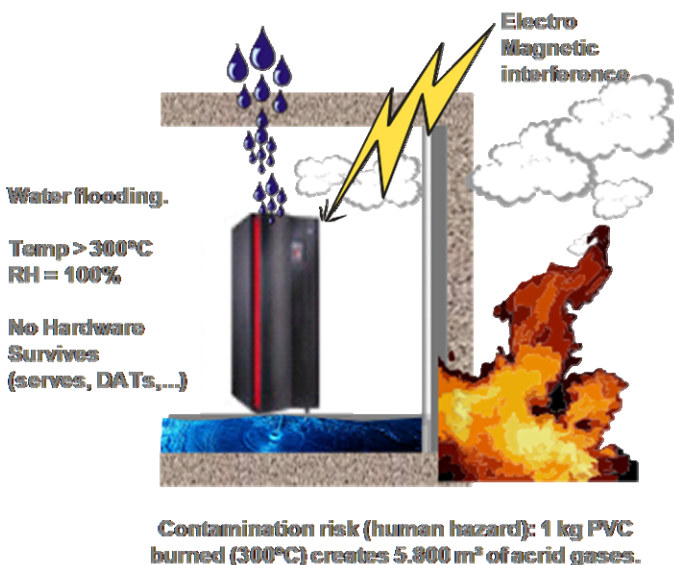 Electro
Magnetic
interference
Water flooding.
Temp > 300°C
RH = 100%
No Hardware
Survives
(serves, DATs,...)
Contamination risk (human hazard): 1 kg PVC
burned (300°C) creates 5.800 m³ of acrid gases.